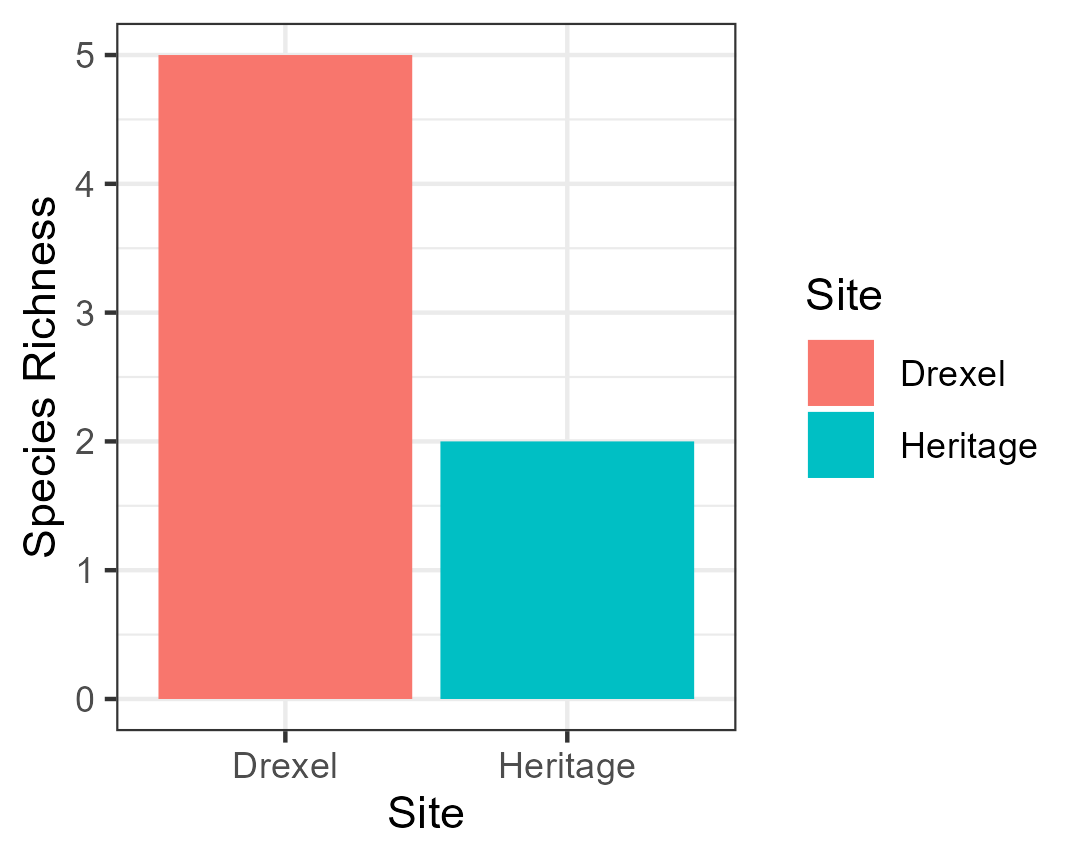 Species Richness
5
4
3
2
1
0
Drexel Heritage
Site
Site
Drexel
Heritage